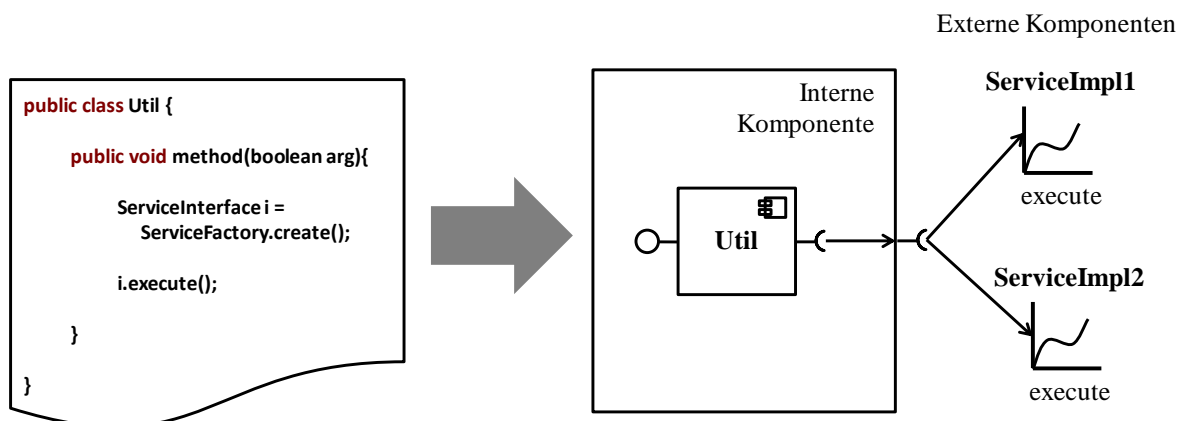 public class Util {
public void method(boolean arg){
ServiceInterface i =
ServiceFactory.create();
i.execute();
}
}
Externe Komponenten
Interne
Komponente
Util
ServiceImpl1
execute
ServiceImpl2
execute